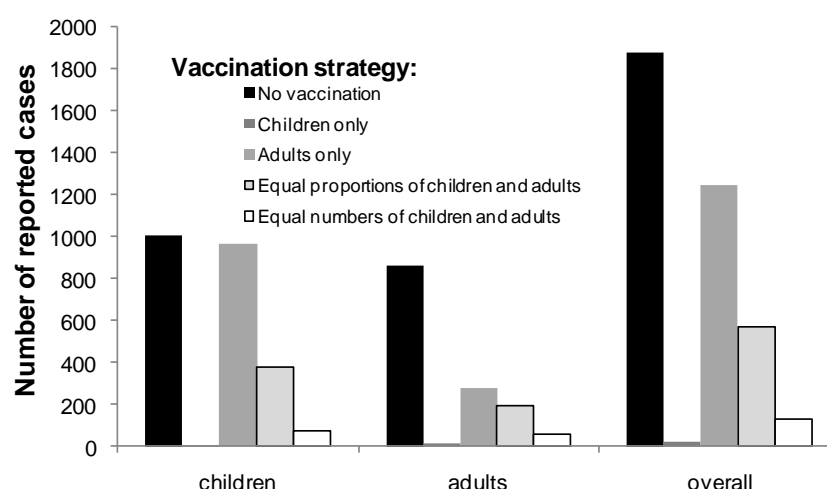 Number of reported cases
2000
1800
1600
1400
1200
1000
800
600
400
200
0
Vaccination strategy:
No vaccination
Children only
Adults only
Equal proportions of children and adults
Equal numbers of children and adults
children adults overall